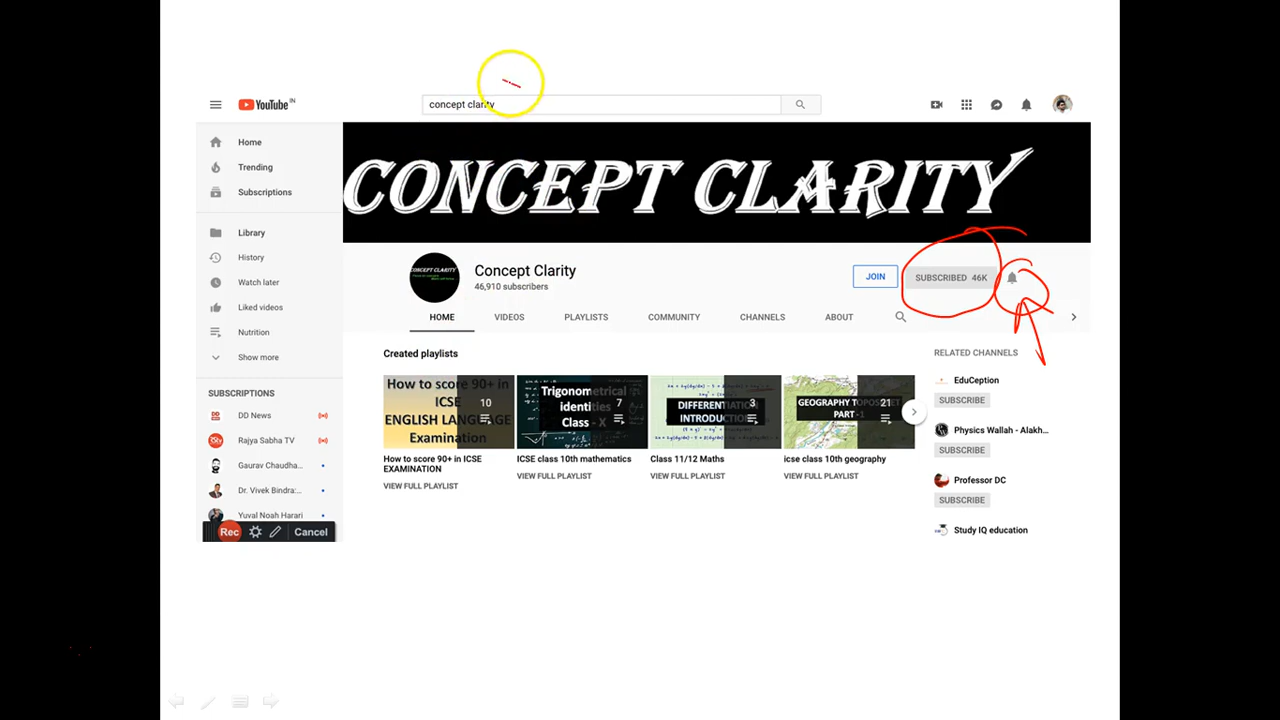 YouTube IN
concept clarity
Home
Trending
Subscriptions
Library
History
Watch later
Liked videos
Nutrition
Show more
SUBSCRIPTIONS
DD News
Rajya Sabha TV
Gaurav Chaudha...
Dr. Vivek Bindra:...
Yuval Noah Harari
Rec Cancel
CONCEPT CLARITY
CONCEPT CLARITY
Concept Clarity
46,910 subscribers
JOIN
SUBSCRIBED 46K
HOME VIDEOS PLAYLISTS COMMUNITY CHANNELS ABOUT
Created playlists
How to score 90+ in
ICSE
ENGLISH LANGUAGE
Examination
10
How to score 90+ in ICSE
EXAMINATION
VIEW FULL PLAYLIST
Trigonometrical
identities
Class - X
7
ICSE class 10th mathematics
VIEW FULL PLAYLIST
3
Class 11/12 Maths
VIEW FULL PLAYLIST
PART -1
21
icse class 10th geography
VIEW FULL PLAYLIST
RELATED CHANNELS
EduCeption
SUBSCRIBE
Physics Wallah - Alakh...
SUBSCRIBE
Professor DC
SUBSCRIBE
Study IQ education